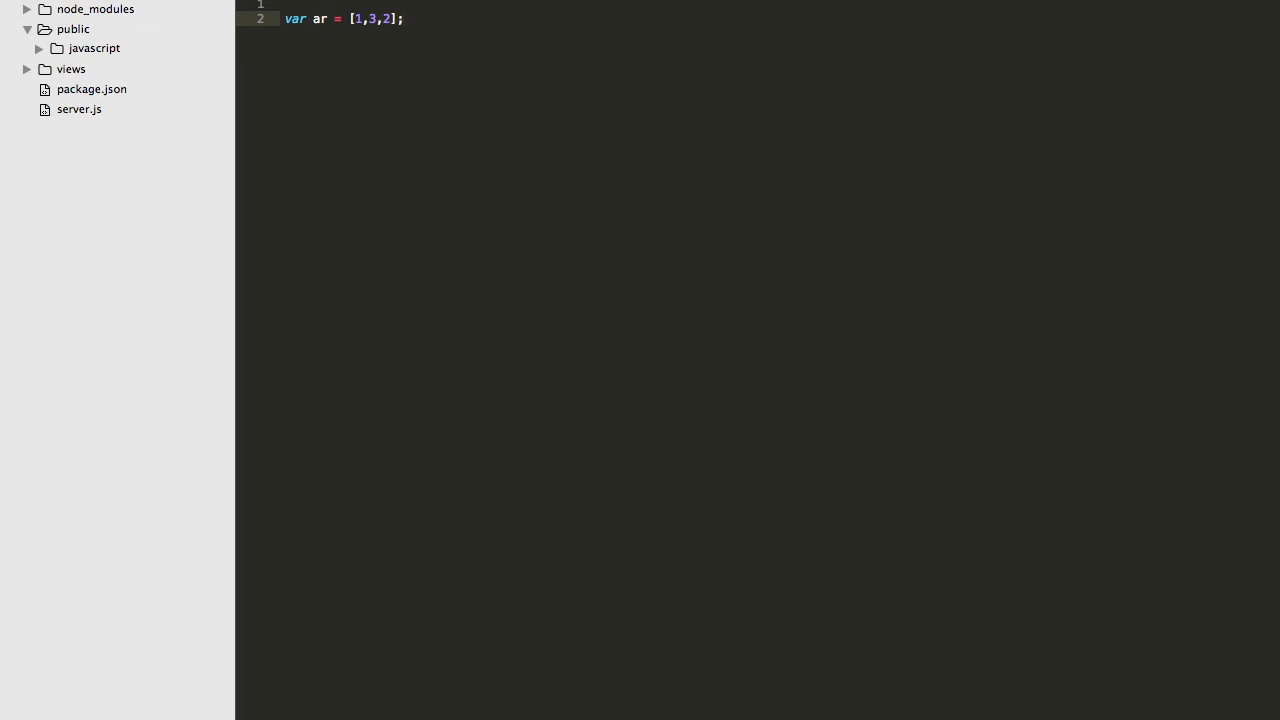 node_modules
public
javascript
views
package.json
server.js
1
2 var ar = [1,3,2];